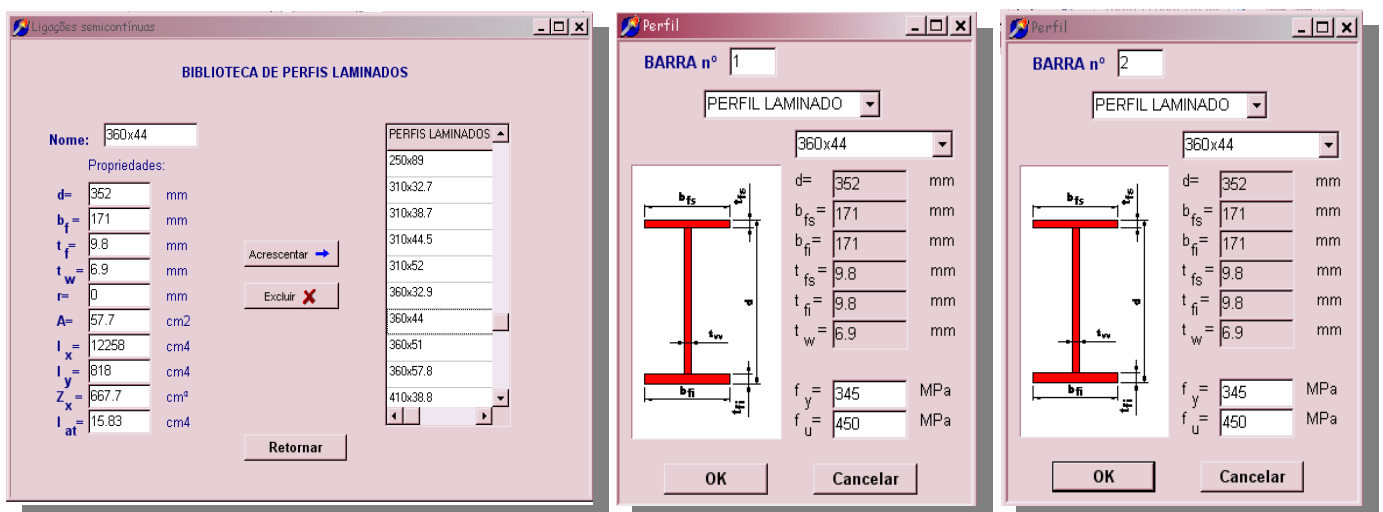 Ligações semicontínuas
BIBLIOTECA DE PERFIS LAMINADOS
Nome: 360x44
Propriedades:
d= 352 mm
bf= 171 mm
tf= 9.8 mm
tw= 6.9 mm
r= 0 mm
A= 57.7 cm2
Ix= 12258 cm4
Iy= 818 cm4
Zx= 667.7 cm³
Iat= 15.83 cm4
Acrescentar
Excluir
Retornar
PERFIS LAMINADOS
250x89
310x32.7
310x38.7
310x44.5
310x52
360x32.9
360x44
360x51
360x57.8
410x38.8
Perfil
BARRA nº 1
PERFIL LAMINADO
360x44
bfs
tfs
d
tw
bfi
tfi
d= 352 mm
bfs= 171 mm
bfi= 171 mm
tfs= 9.8 mm
tfi= 9.8 mm
tw= 6.9 mm
fy= 345 MPa
fu= 450 MPa
OK Cancelar
Perfil
BARRA nº 2
PERFIL LAMINADO
360x44
bfs
tfs
d
tw
bfi
tfi
d= 352 mm
bfs= 171 mm
bfi= 171 mm
tfs= 9.8 mm
tfi= 9.8 mm
tw= 6.9 mm
fy= 345 MPa
fu= 450 MPa
OK Cancelar